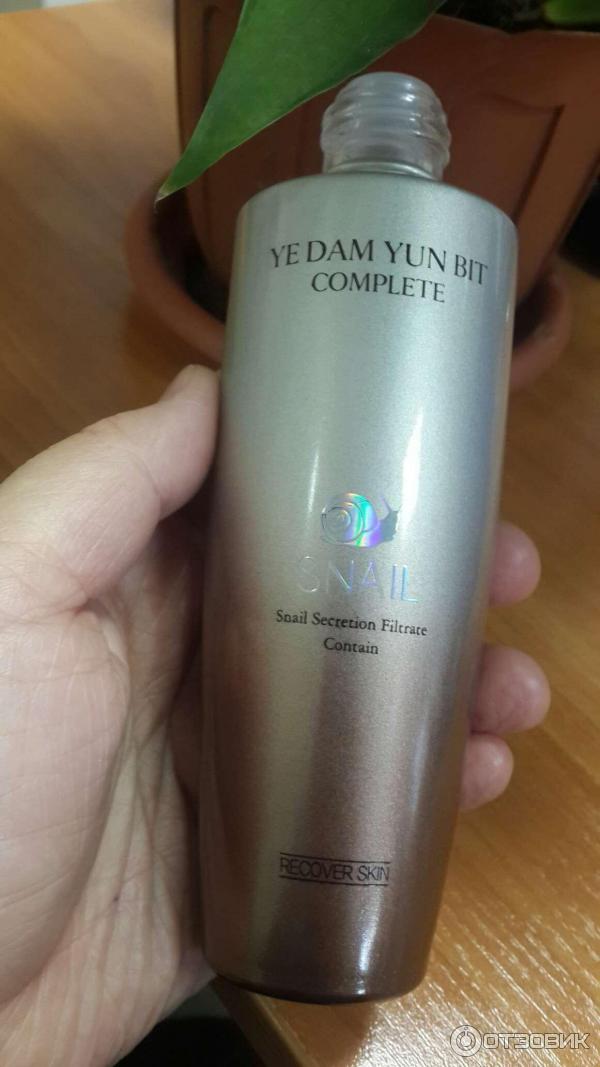 YE DAM YUN BIT
COMPLETE
SNAIL
Snail Secretion Filtrate
Contain
RECOVER SKIN
ОТЗОВИК